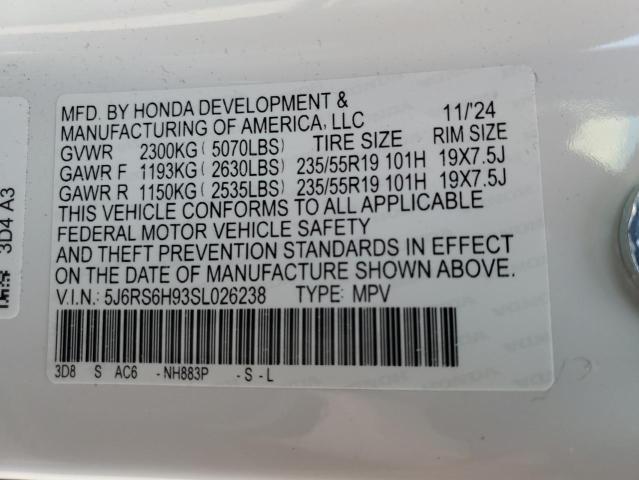 MFD. BY HONDA DEVELOPMENT &
MANUFACTURING OF AMERICA, LLC 11/'24
GVWR 2300KG ( 5070LBS) TIRE SIZE RIM SIZE
GAWR F 1193KG ( 2630LBS) 235/55R19 101H 19X7.5J
GAWR R 1150KG ( 2535LBS) 235/55R19 101H 19X7.5J
THIS VEHICLE CONFORMS TO ALL APPLICABLE
FEDERAL MOTOR VEHICLE SAFETY
AND THEFT PREVENTION STANDARDS IN EFFECT
ON THE DATE OF MANUFACTURE SHOWN ABOVE.
V.I.N.: 5J6RS6H93SL026238 TYPE: MPV
3D8 S AC6 - NH883P - S - L
3D4 A3